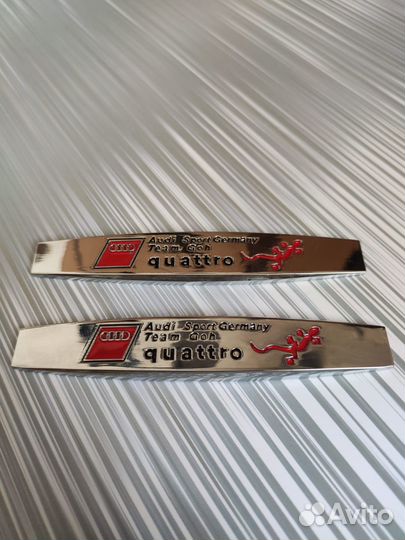 Audi Sport Germany
Team Goh
quattro
Audi Sport Germany
Team Goh
quattro
Avito